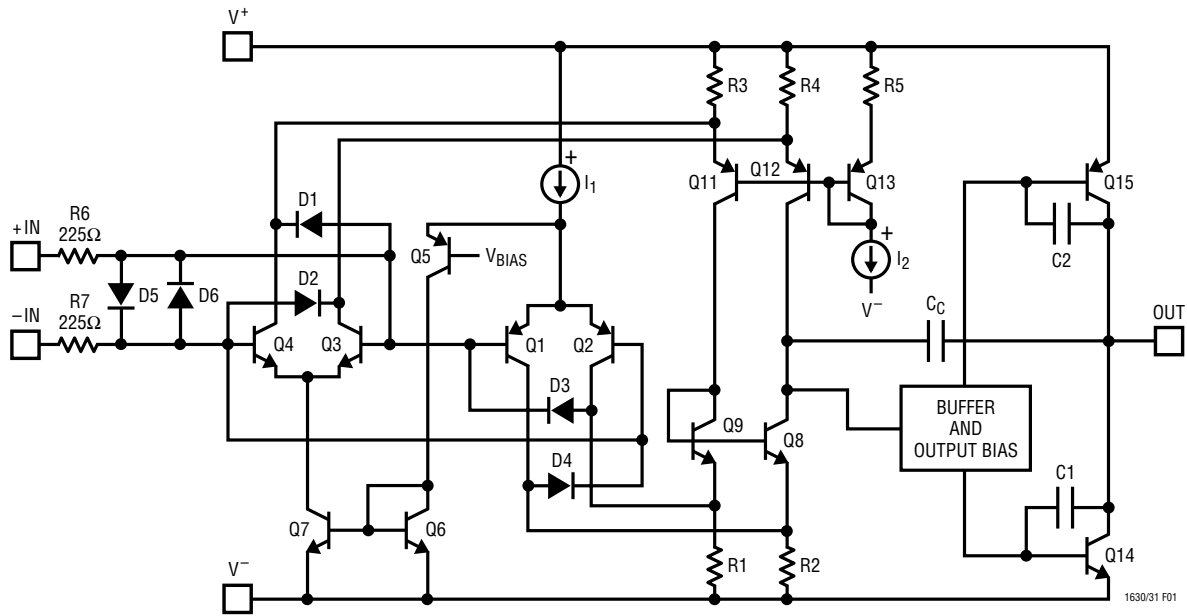 V+
R3
R4
R5
+
I1
Q11
Q12
Q13
Q15
D1
+IN
R6
225Ω
Q5
VBIAS
+
I2
C2
D5
D6
D2
V−
CC
OUT
−IN
R7
225Ω
Q4
Q3
Q1
Q2
D3
BUFFER
AND
OUTPUT BIAS
Q9
Q8
D4
C1
Q7
Q6
Q14
R1
R2
V−
1630/31 F01